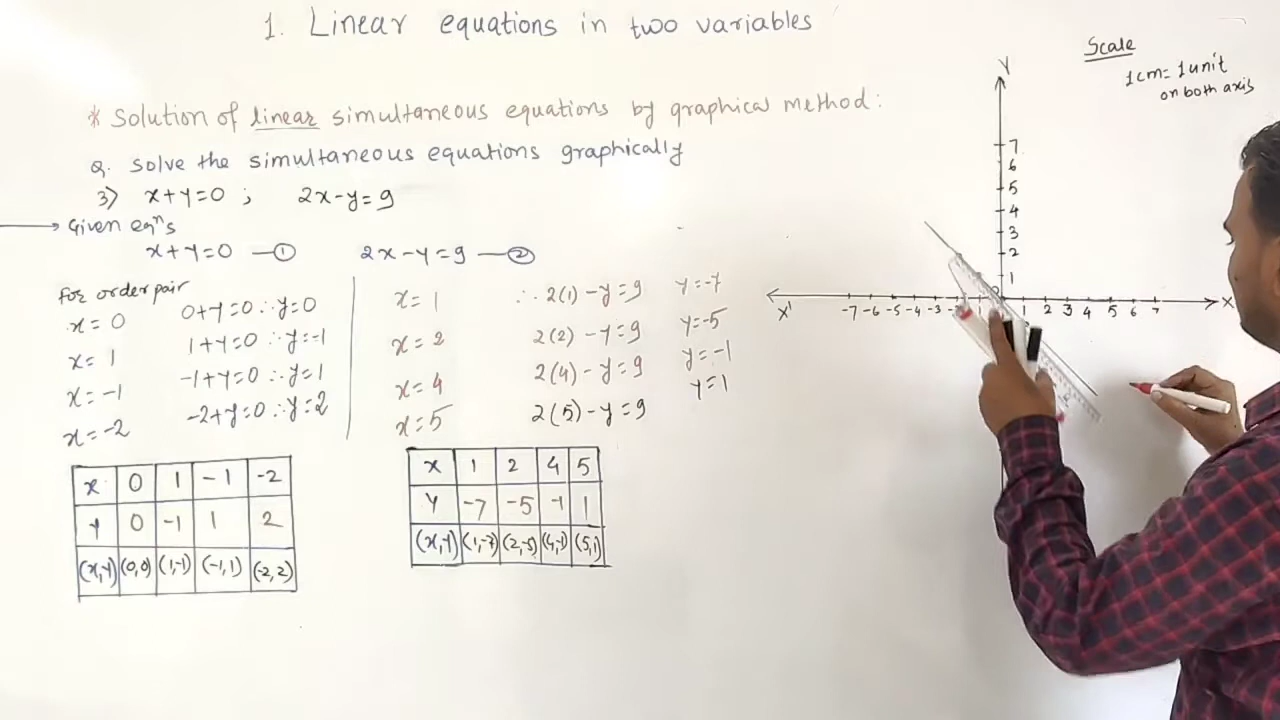 1. Linear equations in two variables
* Solution of linear simultaneous equations by graphical method:
Q. Solve the simultaneous equations graphically
3) x+y=0 ; 2x-y=9
→ Given eqⁿs
x+y=0 —① 2x-y=9 —②
For order pair
x=0 0+y=0 ∴y=0
x=1 1+y=0 ∴y=-1
x=-1 -1+y=0 ∴y=1
x=-2 -2+y=0 ∴y=2
x=1 ∴ 2(1)-y=9 y=-7
x=2 2(2)-y=9 y=-5
x=4 2(4)-y=9 y=-1
x=5 2(5)-y=9 y=1
x 0 1 -1 -2
y 0 -1 1 2
(x,y) (0,0) (1,-1) (-1,1) (-2,2)
x 1 2 4 5
y -7 -5 -1 1
(x,y) (1,-7) (2,-5) (4,-1) (5,1)
Scale
1cm=1unit
on both axis
Y
7
6
5
4
3
2
1
X' -7 -6 -5 -4 -3 1 2 3 4 5 6 7 X